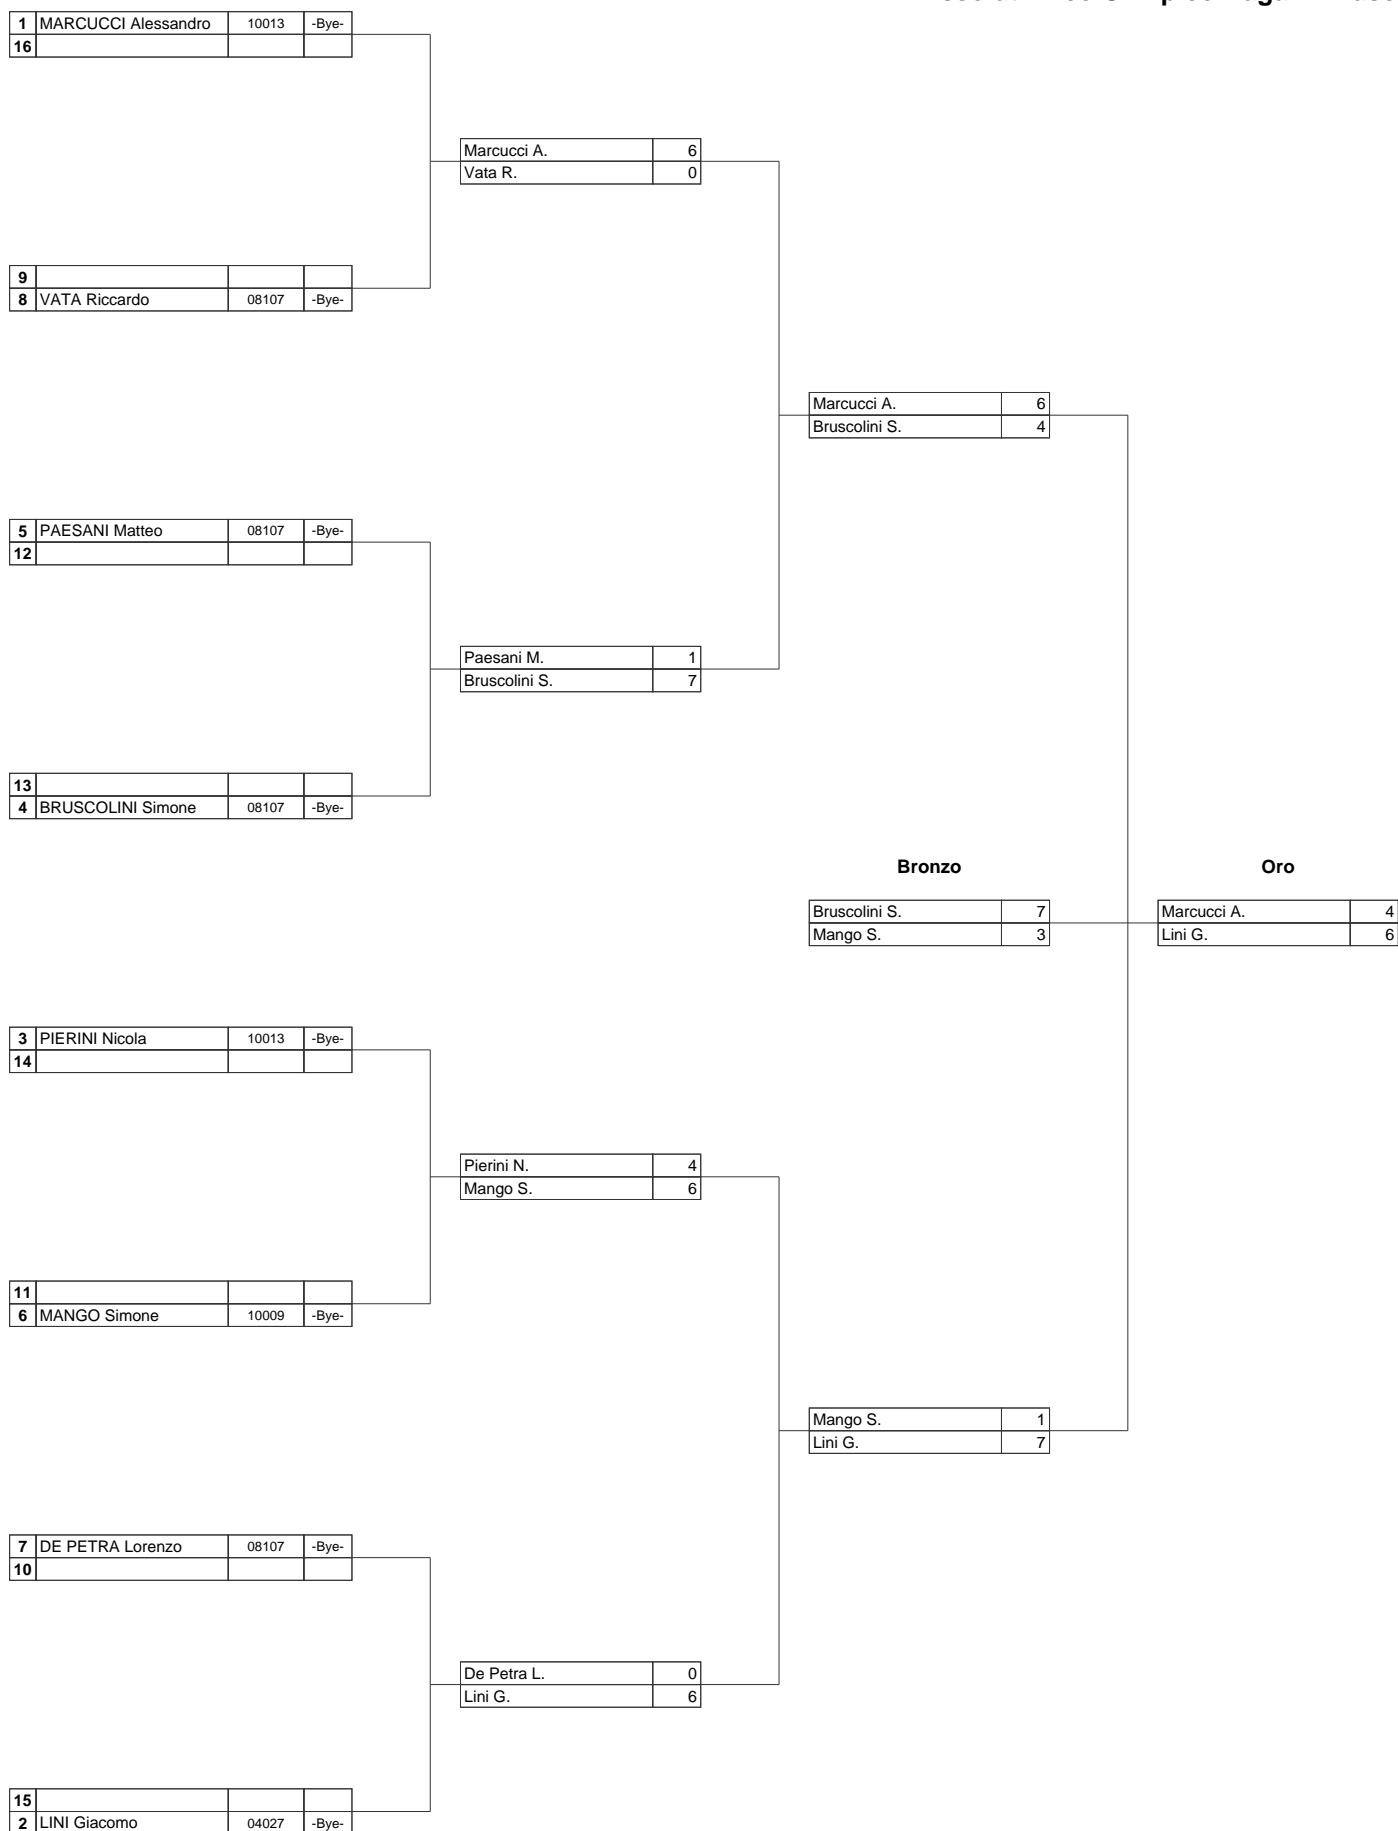 1 MARCUCCI Alessandro 10013 -Bye-
16
Marcucci A. 6
Vata R. 0
9
8 VATA Riccardo 08107 -Bye-
Marcucci A. 6
Bruscolini S. 4
5 PAESANI Matteo 08107 -Bye-
12
Paesani M. 1
Bruscolini S. 7
13
4 BRUSCOLINI Simone 08107 -Bye-
Bronzo Oro
Bruscolini S. 7 Marcucci A. 4
Mango S. 3 Lini G. 6
3 PIERINI Nicola 10013 -Bye-
14
Pierini N. 4
Mango S. 6
11
6 MANGO Simone 10009 -Bye-
Mango S. 1
Lini G. 7
7 DE PETRA Lorenzo 08107 -Bye-
10
De Petra L. 0
Lini G. 6
15
2 LINI Giacomo 04027 -Bye-